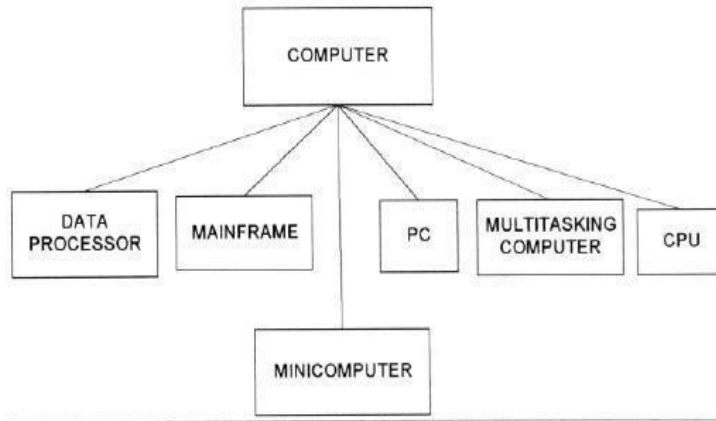 COMPUTER
DATA
PROCESSOR
MAINFRAME
PC
MULTITASKING
COMPUTER
CPU
MINICOMPUTER